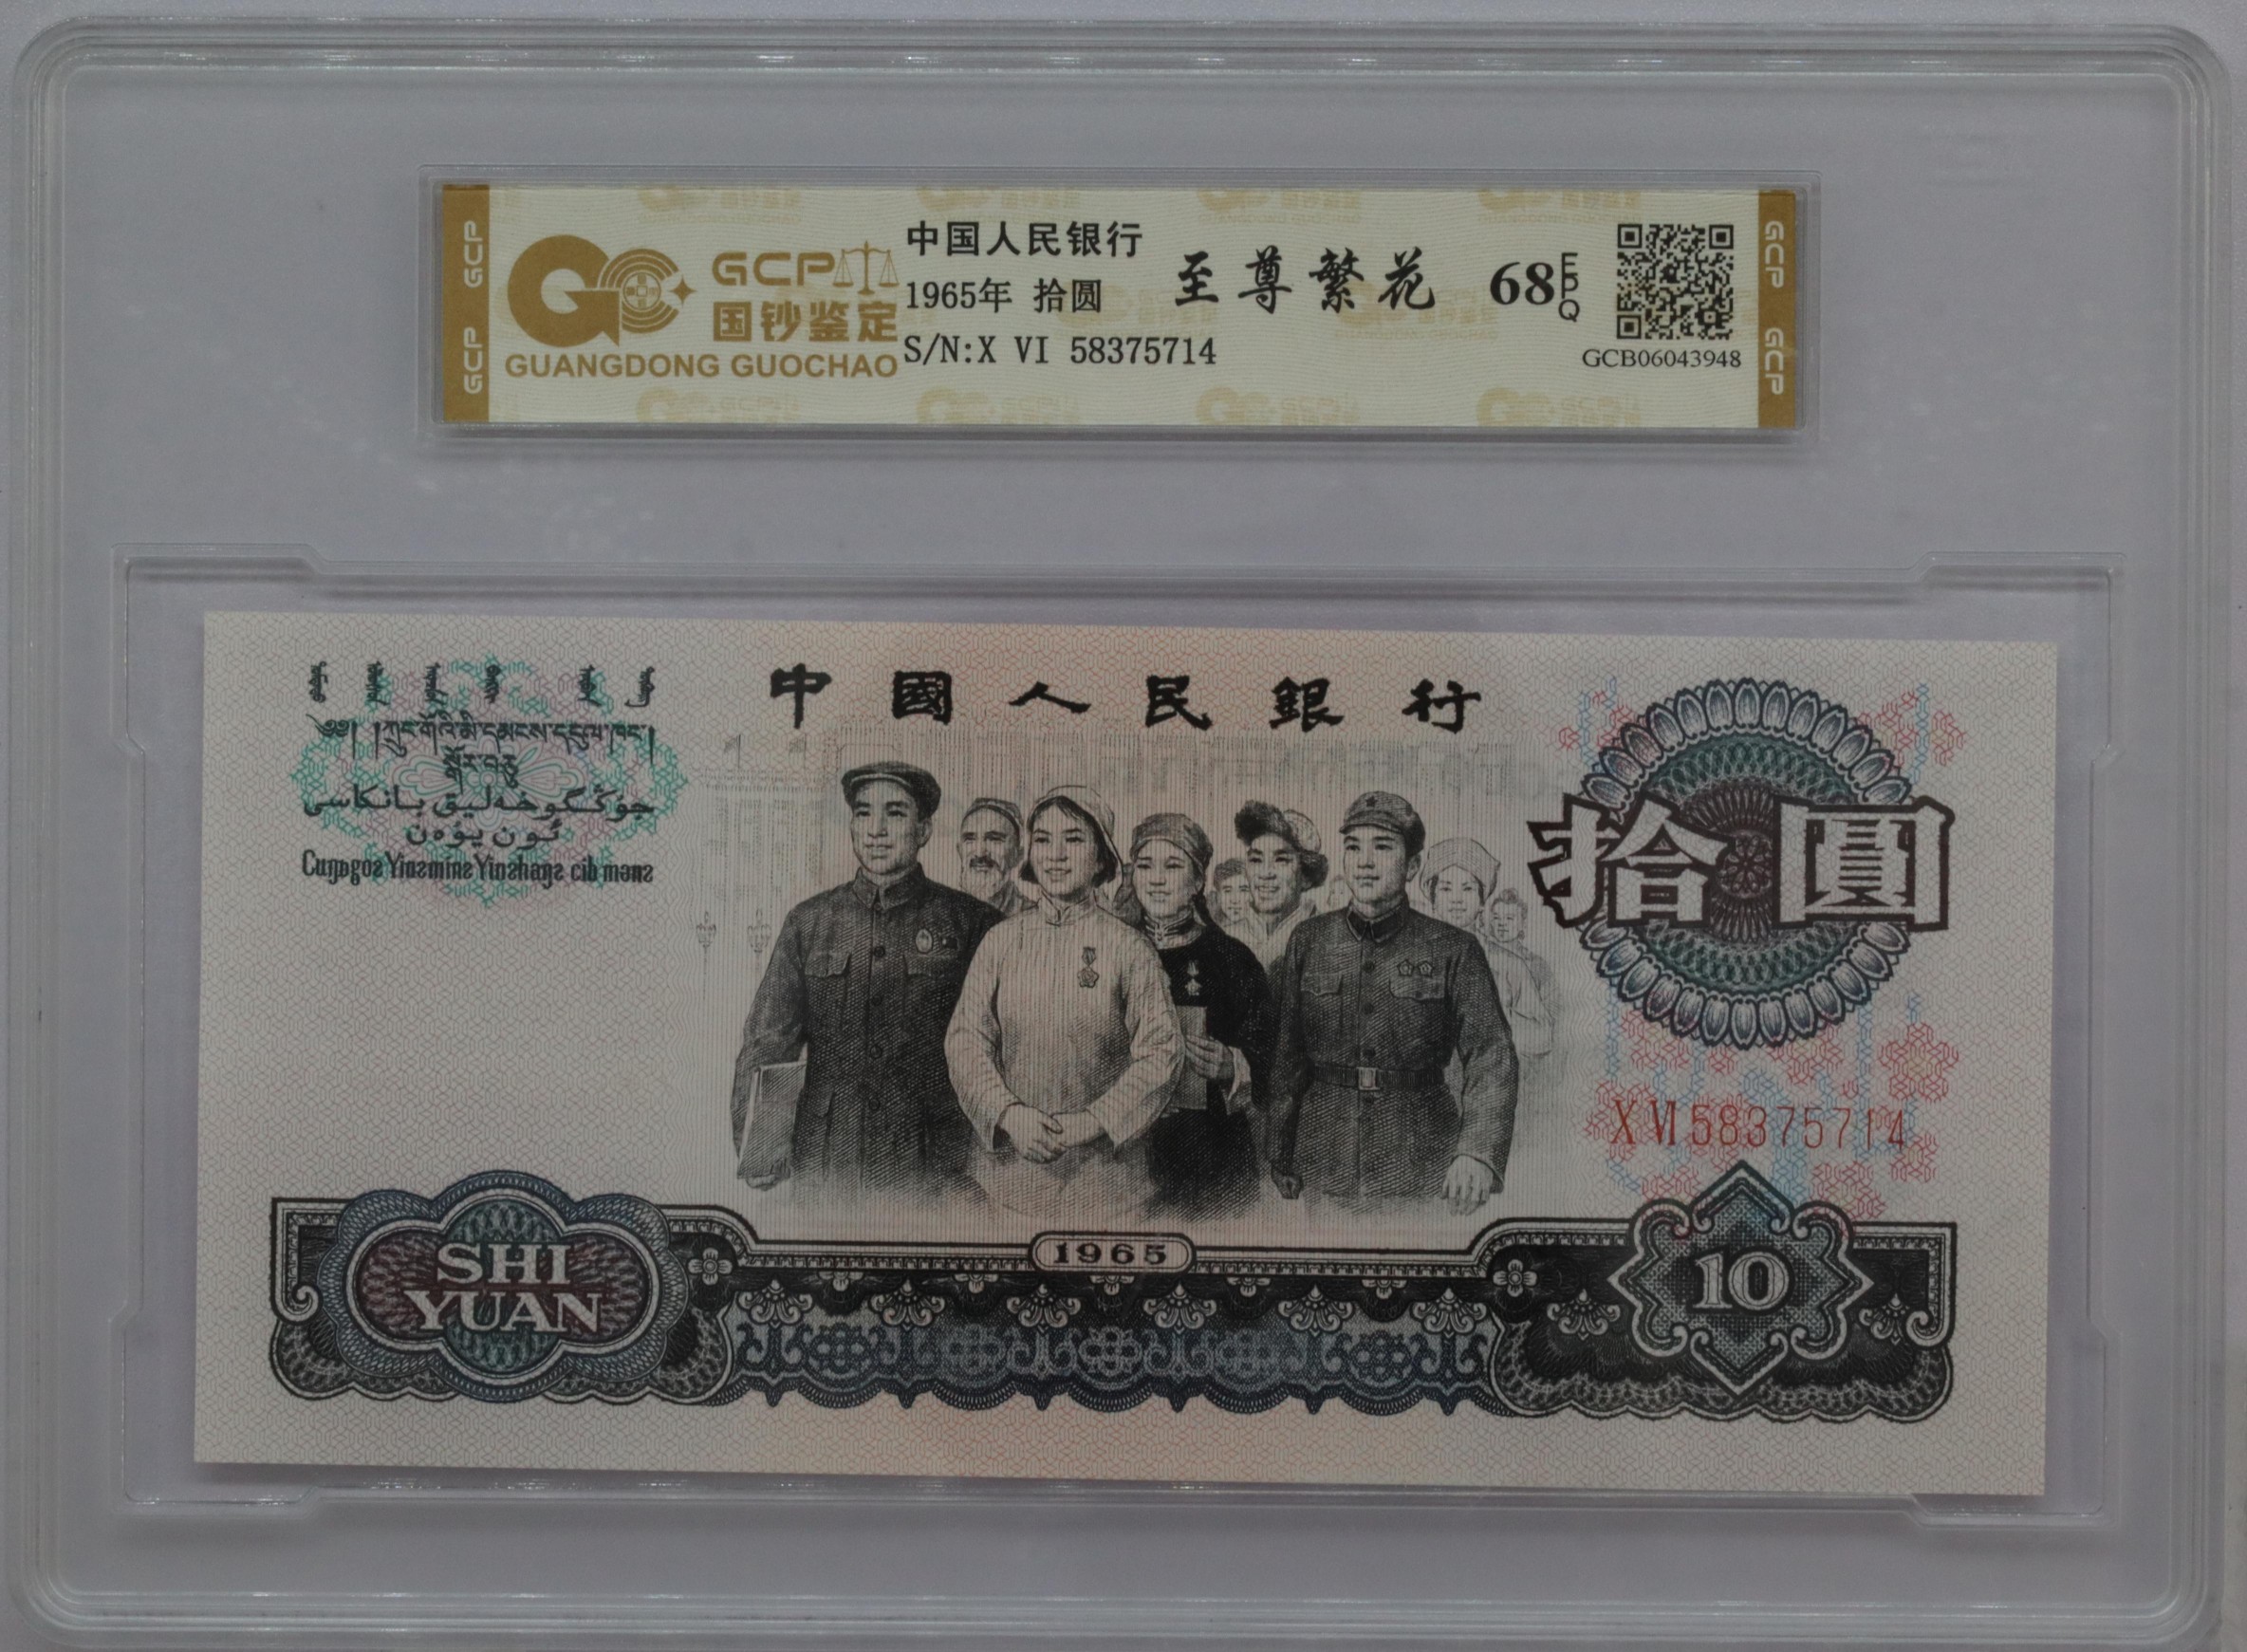 GCP GCP
GCP
国钞鉴定
GUANGDONG GUOCHAO
中国人民银行
1965年 拾圆
S/N:X VI 58375714
至尊繁花
68 EPQ
GCB06043948
GCP GCP
中國人民銀行
拾圓
X VI 58375714
1965
SHI
YUAN
10